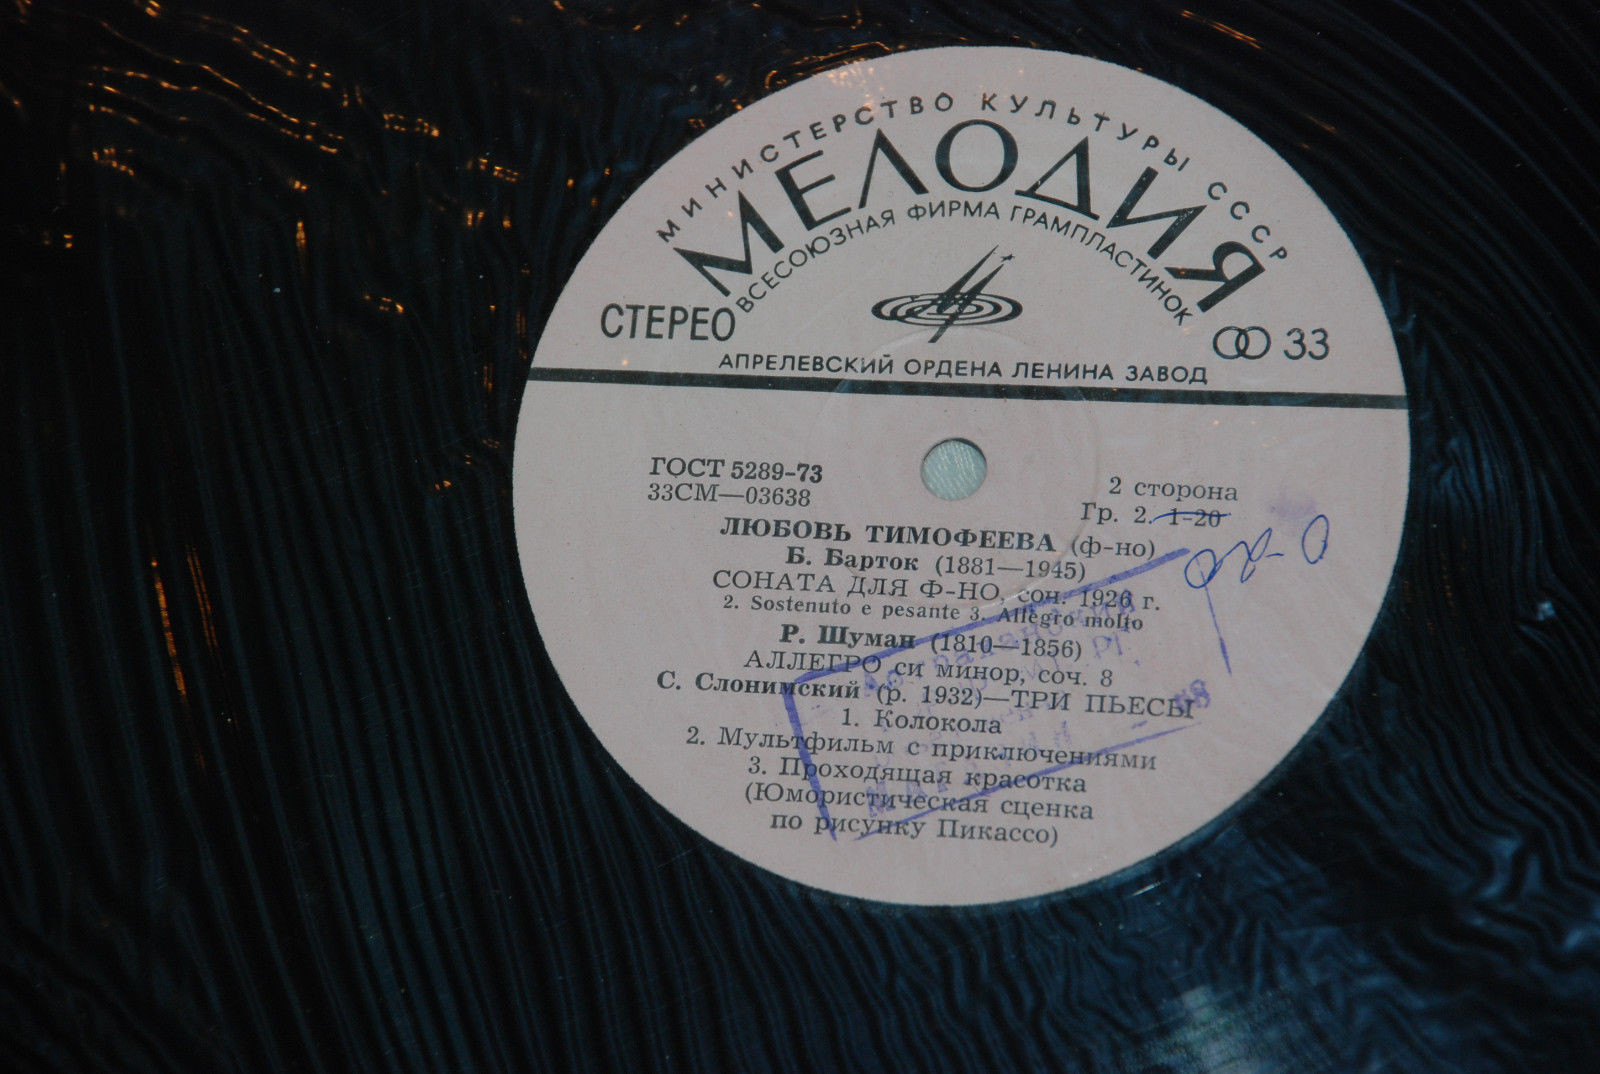 МИНИСТЕРСТВО КУЛЬТУРЫ СССР
МЕЛОДИЯ
ВСЕСОЮЗНАЯ ФИРМА ГРАМПЛАСТИНОК
СТЕРЕО
33
АПРЕЛЕВСКИЙ ОРДЕНА ЛЕНИНА ЗАВОД
ГОСТ 5289-73
33СМ—03638
2 сторона
Гр. 2. 1-20
ЛЮБОВЬ ТИМОФЕЕВА (ф-но)
Б. Барток (1881—1945)
СОНАТА ДЛЯ Ф-НО, соч. 1926 г.
2. Sostenuto e pesante 3. Allegro molto
Р. Шуман (1810—1856)
АЛЛЕГРО си минор, соч. 8
С. Слонимский (р. 1932)—ТРИ ПЬЕСЫ
1. Колокола
2. Мультфильм с приключениями
3. Проходящая красотка
(Юмористическая сценка
по рисунку Пикассо)